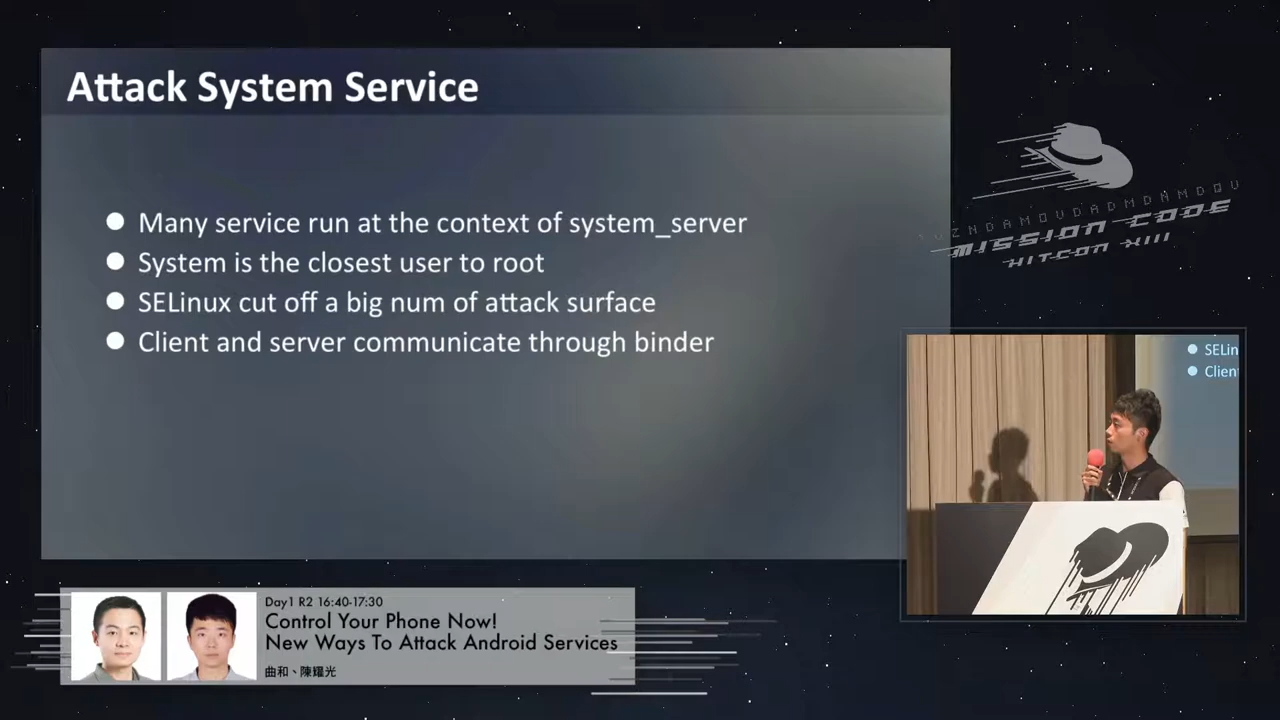 Attack System Service
Many service run at the context of system_server
System is the closest user to root
SELinux cut off a big num of attack surface
Client and server communicate through binder
MISSION CODE
HITCON XIII
SELin
Client
Day1 R2 16:40-17:30
Control Your Phone Now!
New Ways To Attack Android Services
曲和、陳耀光